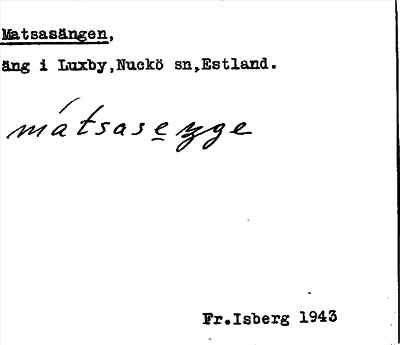 Matsasängen,
äng i Luxby,Nuckö sn,Estland.
mátsasezge
Fr.Isberg 1943